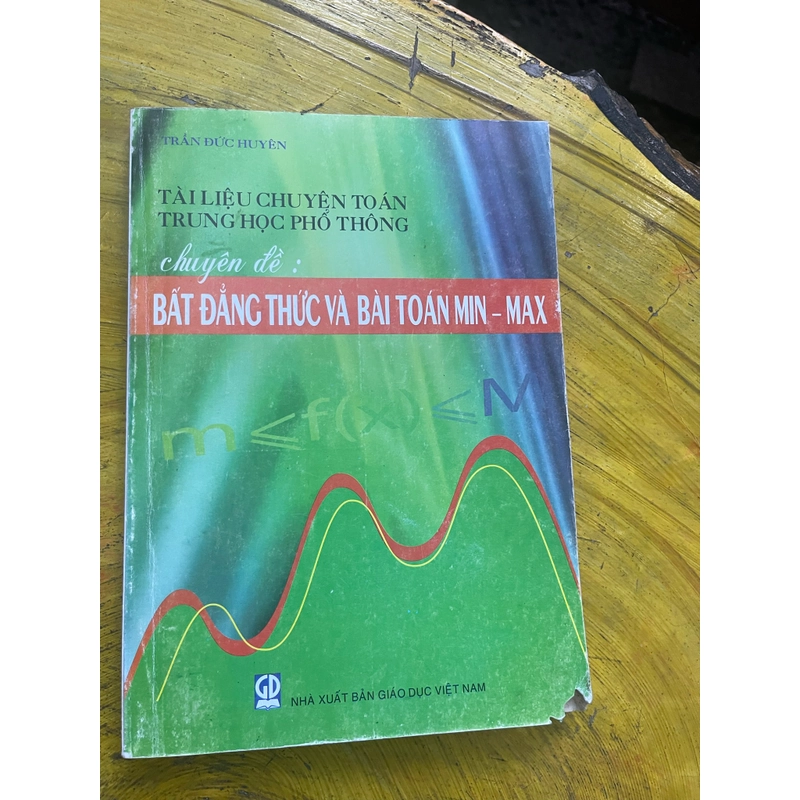 TRẦN ĐỨC HUYÊN
TÀI LIỆU CHUYÊN TOÁN
TRUNG HỌC PHỔ THÔNG
chuyên đề :
BẤT ĐẲNG THỨC VÀ BÀI TOÁN MIN – MAX
m ≤ f(x) ≤ M
GD
NHÀ XUẤT BẢN GIÁO DỤC VIỆT NAM